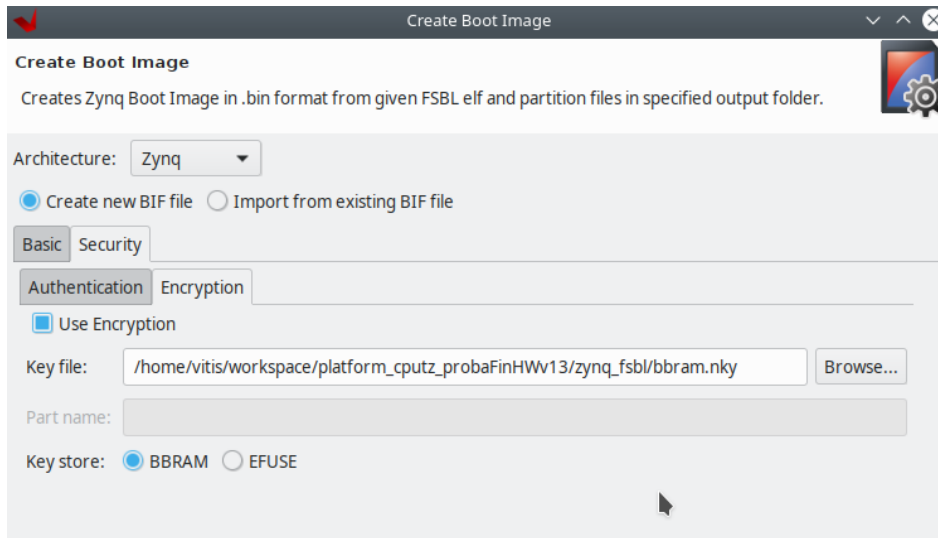 Create Boot Image
Create Boot Image
Creates Zynq Boot Image in .bin format from given FSBL elf and partition files in specified output folder.
Architecture: Zynq
Create new BIF file Import from existing BIF file
Basic Security
Authentication Encryption
Use Encryption
Key file: /home/vitis/workspace/platform_cputz_probaFinHWv13/zynq_fsbl/bbram.nky Browse...
Part name:
Key store: BBRAM EFUSE